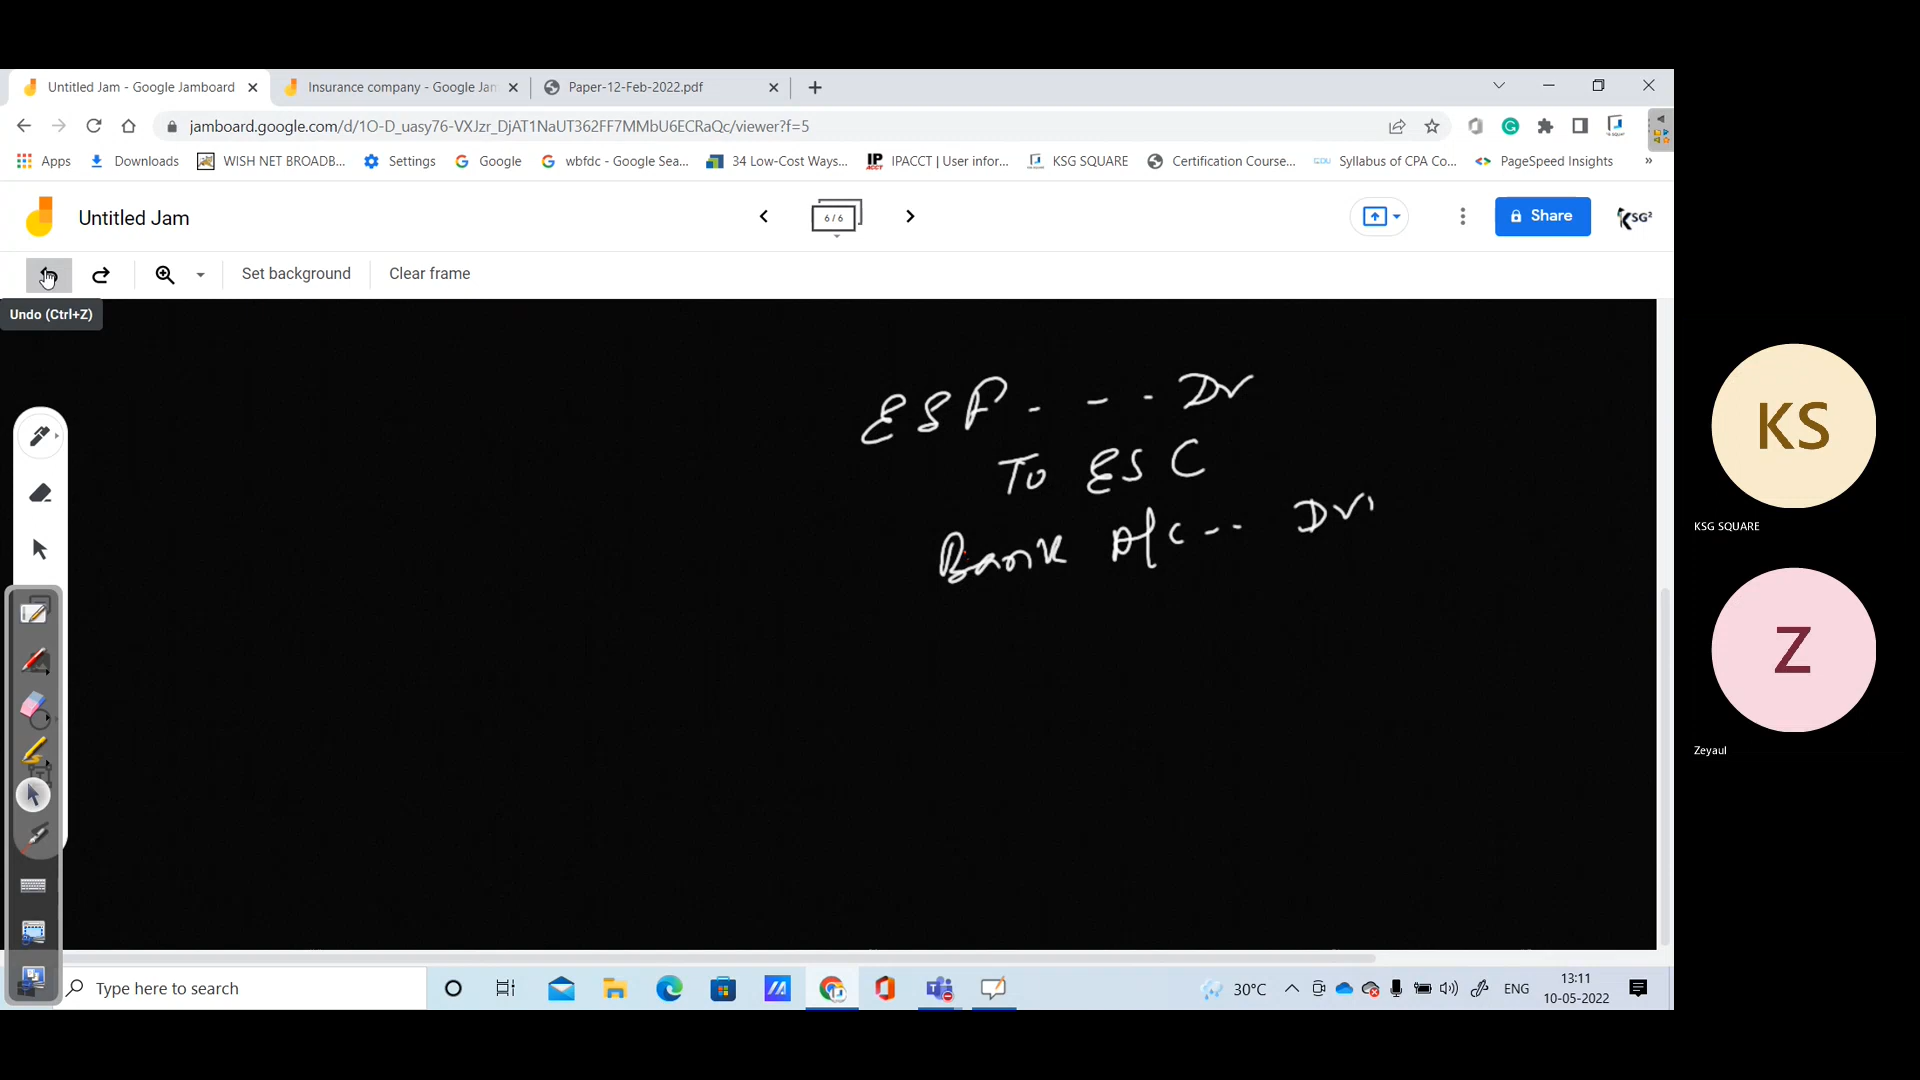 Untitled Jam - Google Jamboard
Insurance company - Google Jam
Paper-12-Feb-2022.pdf
jamboard.google.com/d/1O-D_uasy76-VXJzr_DjAT1NaUT362FF7MMbU6ECRaQc/viewer?f=5
Apps
Downloads
WISH NET BROADB...
Settings
Google
wbfdc - Google Sea...
34 Low-Cost Ways...
IPACCT | User infor...
KSG SQUARE
Certification Course...
Syllabus of CPA Co...
PageSpeed Insights
»
Untitled Jam
6 / 6
Share
KSG²
Set background
Clear frame
Undo (Ctrl+Z)
ESP - - - Dr
To ESC
Bank A/c -- Dr
KS
KSG SQUARE
Z
Zeyaul
Type here to search
30°C
ENG
13:11
10-05-2022